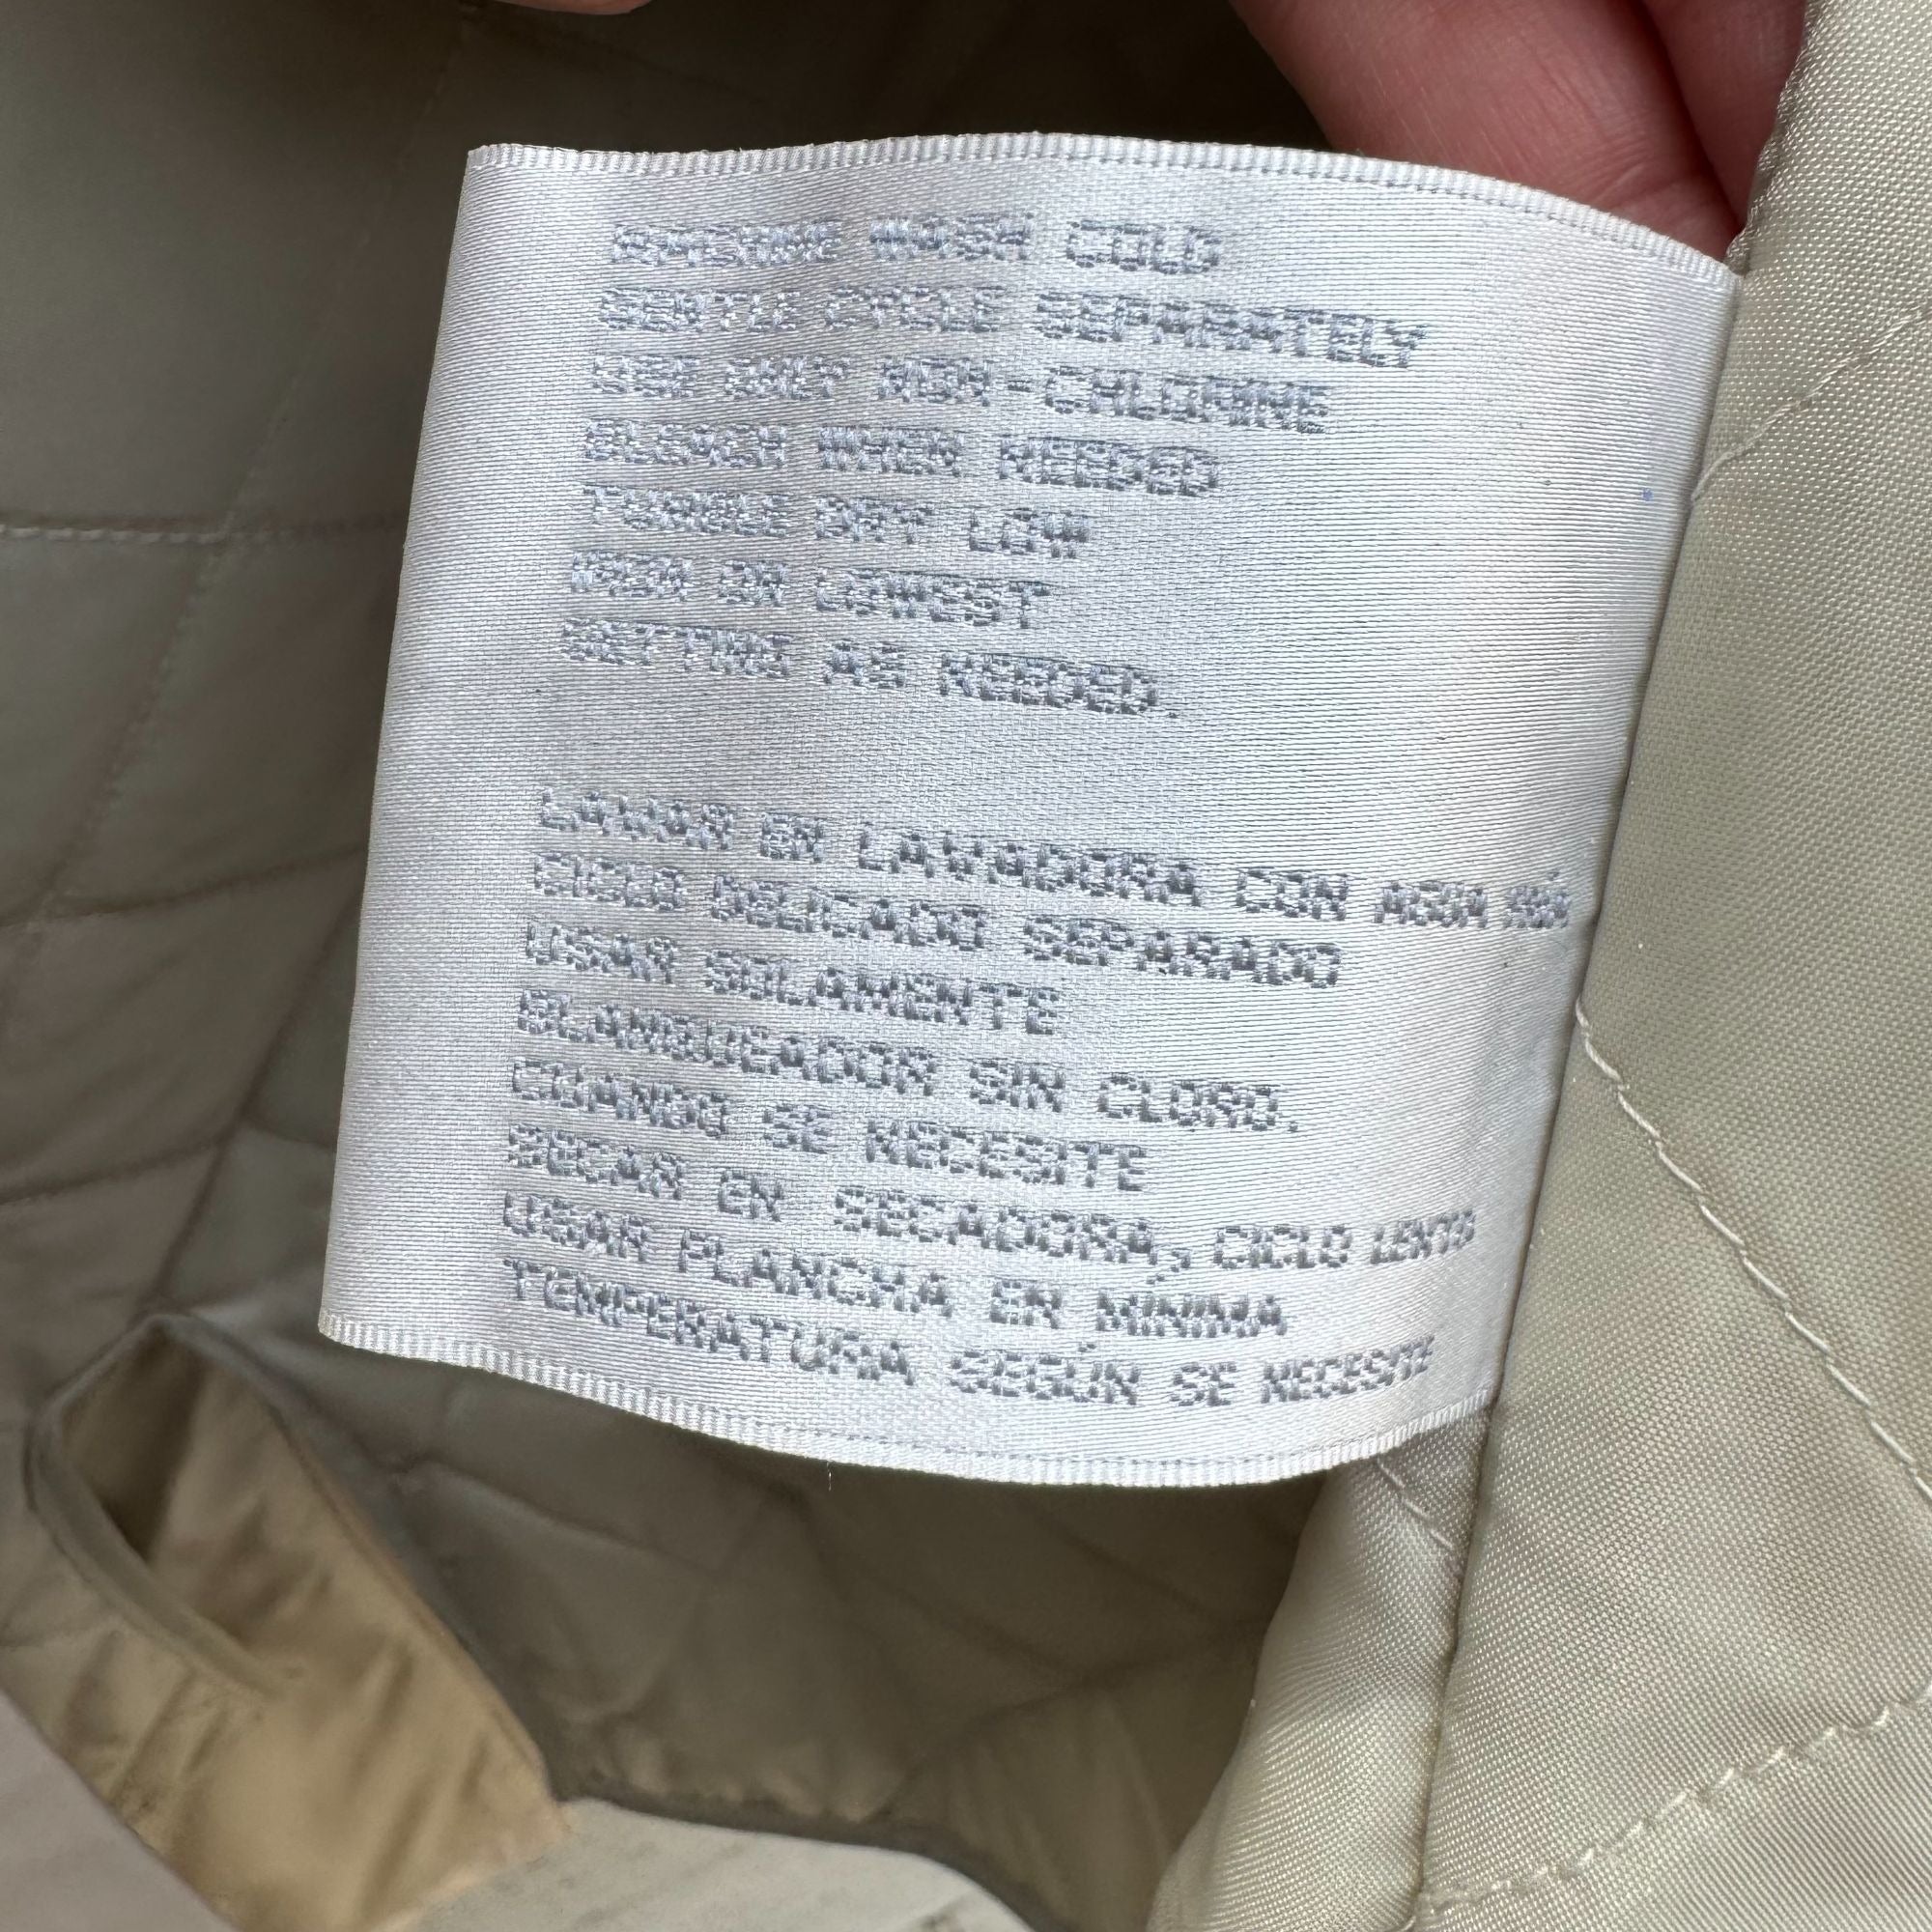 MACHINE WASH COLD
GENTLE CYCLE SEPARATELY
USE ONLY NON-CHLORINE
BLEACH WHEN NEEDED
TUMBLE DRY LOW
IRON ON LOWEST
SETTING AS NEEDED.
LAVAR EN LAVADORA CON AGUA
CICLO DELICADO SEPARADO
USAR SOLAMENTE
BLANQUEADOR SIN CLORO.
CUANDO SE NECESITE
SECAR EN SECADORA, CICLO LENTO
USAR PLANCHA EN MÍNIMA
TEMPERATURA SEGÚN SE NECESITE